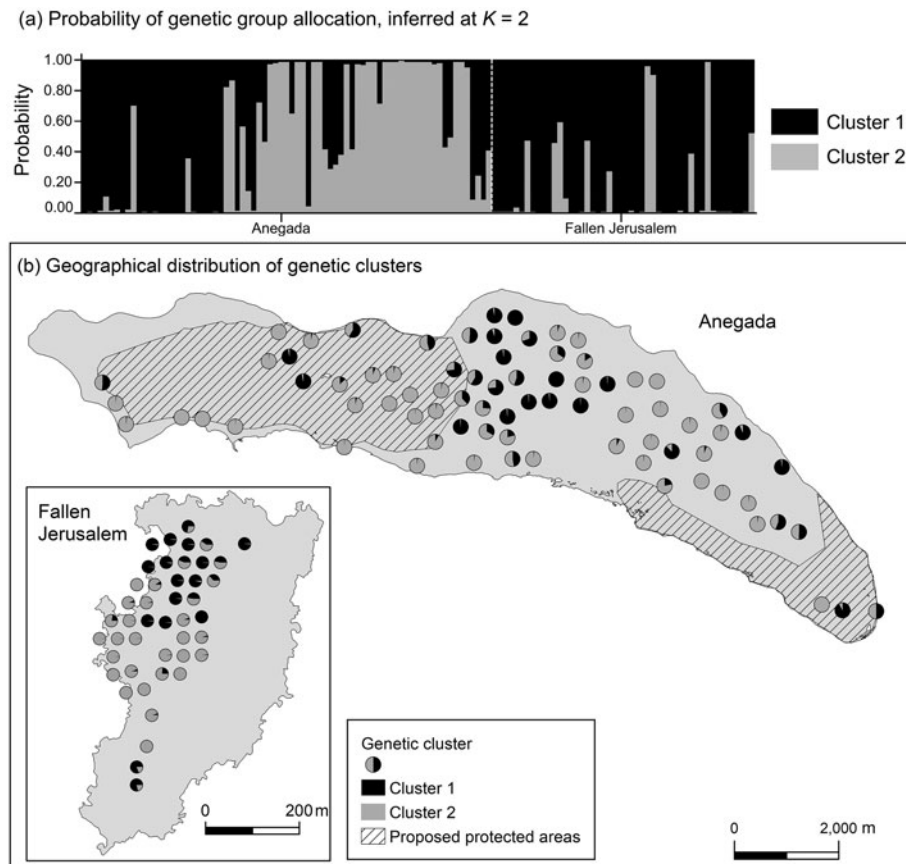 (a) Probability of genetic group allocation, inferred at K = 2
1.00
0.80
0.60
0.40
0.20
0.00
Probability
Anegada
Fallen Jerusalem
Cluster 1
Cluster 2
(b) Geographical distribution of genetic clusters
Anegada
Fallen
Jerusalem
0 200 m
Genetic cluster
Cluster 1
Cluster 2
Proposed protected areas
0 2,000 m